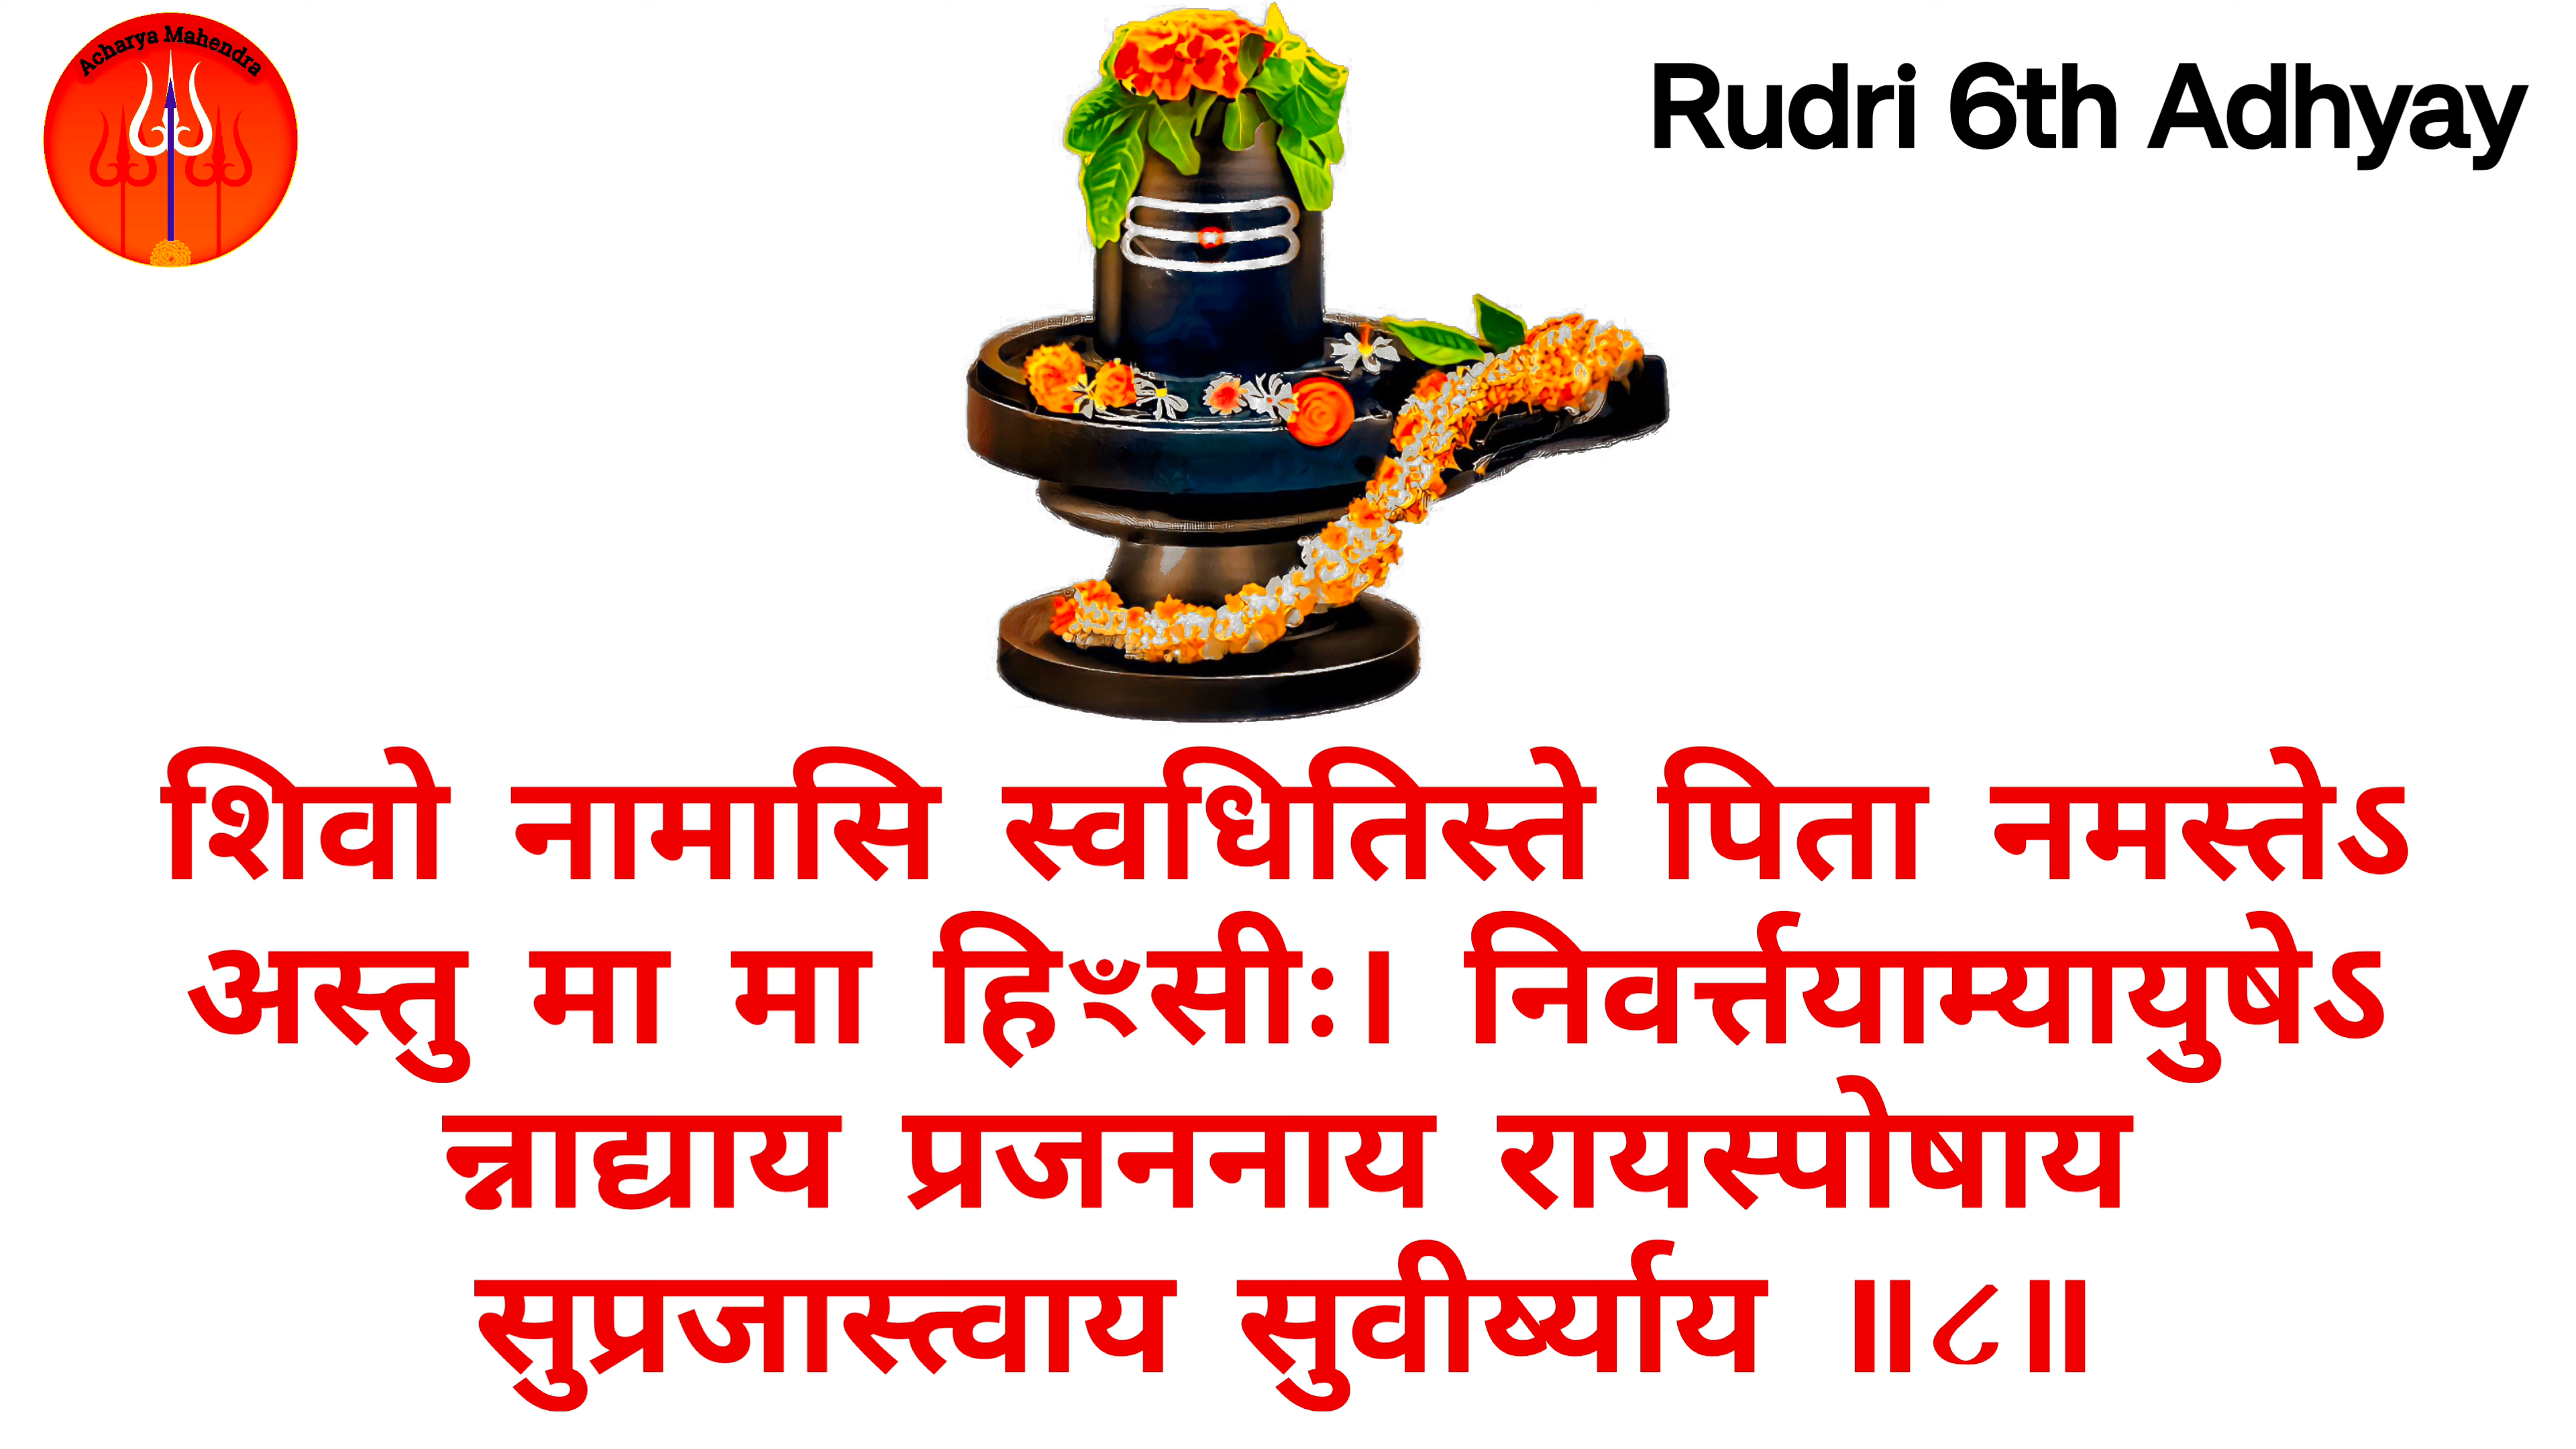 Acharya Mahendra
Rudri 6th Adhyay
शिवो नामासि स्वधितिस्ते पिता नमस्तेऽ
अस्तु मा मा हिꣳसीः। निवर्त्तयाम्यायुषेऽ
न्नाद्याय प्रजननाय रायस्पोषाय
सुप्रजास्त्वाय सुवीर्ष्याय ॥८॥